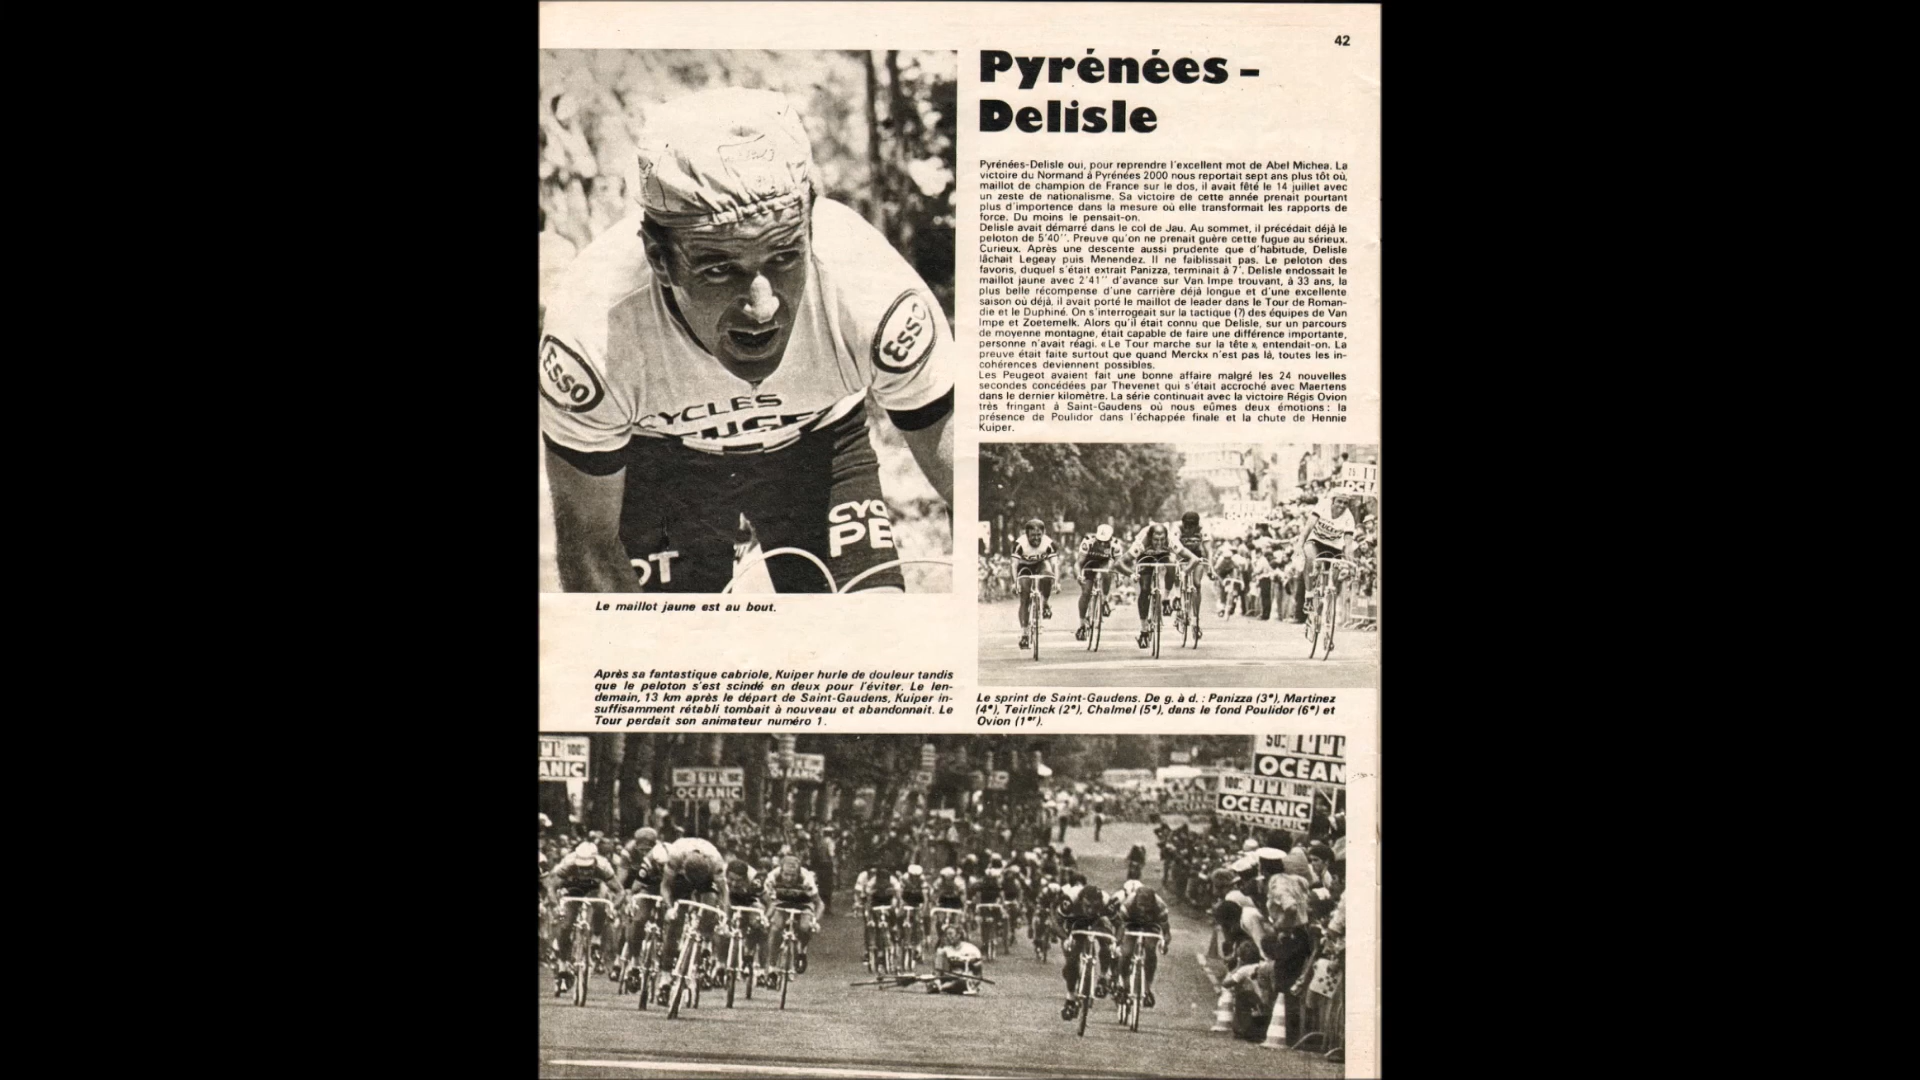 42
Pyrénées -
Delisle
Pyrénées-Delisle oui, pour reprendre l'excellent mot de Abel Michea. La
victoire du Normand à Pyrénées 2000 nous reportait sept ans plus tôt où,
maillot de champion de France sur le dos, il avait fêté le 14 juillet avec
un zeste de nationalisme. Sa victoire de cette année prenait pourtant
plus d'importence dans la mesure où elle transformait les rapports de
force. Du moins le pensait-on.
Delisle avait démarré dans le col de Jau. Au sommet, il précédait déjà le
peloton de 5'40''. Preuve qu'on ne prenait guère cette fugue au sérieux.
Curieux. Après une descente aussi prudente que d'habitude, Delisle
lâchait Legeay puis Menendez. Il ne faiblissait pas. Le peloton des
favoris, duquel s'était extrait Panizza, terminait à 7'. Delisle endossait le
maillot jaune avec 2'41'' d'avance sur Van Impe trouvant, à 33 ans, la
plus belle récompense d'une carrière déjà longue et d'une excellente
saison où déjà, il avait porté le maillot de leader dans le Tour de Roman-
die et le Duphiné. On s'interrogeait sur la tactique (?) des équipes de Van
Impe et Zoetemelk. Alors qu'il était connu que Delisle, sur un parcours
de moyenne montagne, était capable de faire une différence importante,
personne n'avait réagi. « Le Tour marche sur la tête », entendait-on. La
preuve était faite surtout que quand Merckx n'est pas là, toutes les in-
cohérences deviennent possibles.
Les Peugeot avaient fait une bonne affaire malgré les 24 nouvelles
secondes concédées par Thevenet qui s'était accroché avec Maertens
dans le dernier kilomètre. La série continuait avec la victoire Régis Ovion
très fringant à Saint-Gaudens où nous eûmes deux émotions : la
présence de Poulidor dans l'échappée finale et la chute de Hennie
Kuiper.
ESSO
ESSO
CYCLES
CYC
PE
OT
Le maillot jaune est au bout.
Après sa fantastique cabriole, Kuiper hurle de douleur tandis
que le peloton s'est scindé en deux pour l'éviter. Le len-
demain, 13 km après le départ de Saint-Gaudens, Kuiper in-
suffisamment rétabli tombait à nouveau et abandonnait. Le
Tour perdait son animateur numéro 1.
Le sprint de Saint-Gaudens. De g. à d. : Panizza (3e), Martinez
(4e), Teirlinck (2e), Chalmel (5e), dans le fond Poulidor (6e) et
Ovion (1er).
100
ANIC
OCEANIC
50
OCÉAN
100 100
OCÉANIC